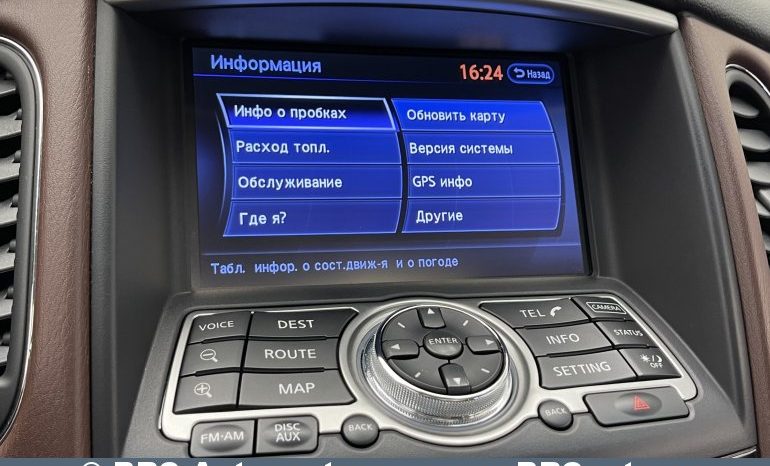 Информация
16:24
Назад
Инфо о пробках
Обновить карту
Расход топл.
Версия системы
Обслуживание
GPS инфо
Где я?
Другие
Табл. инфор. о сост.движ-я и о погоде
VOICE
DEST
ROUTE
MAP
FM·AM
DISC
AUX
BACK
ENTER
TEL
CAMERA
INFO
STATUS
SETTING
OFF
BACK